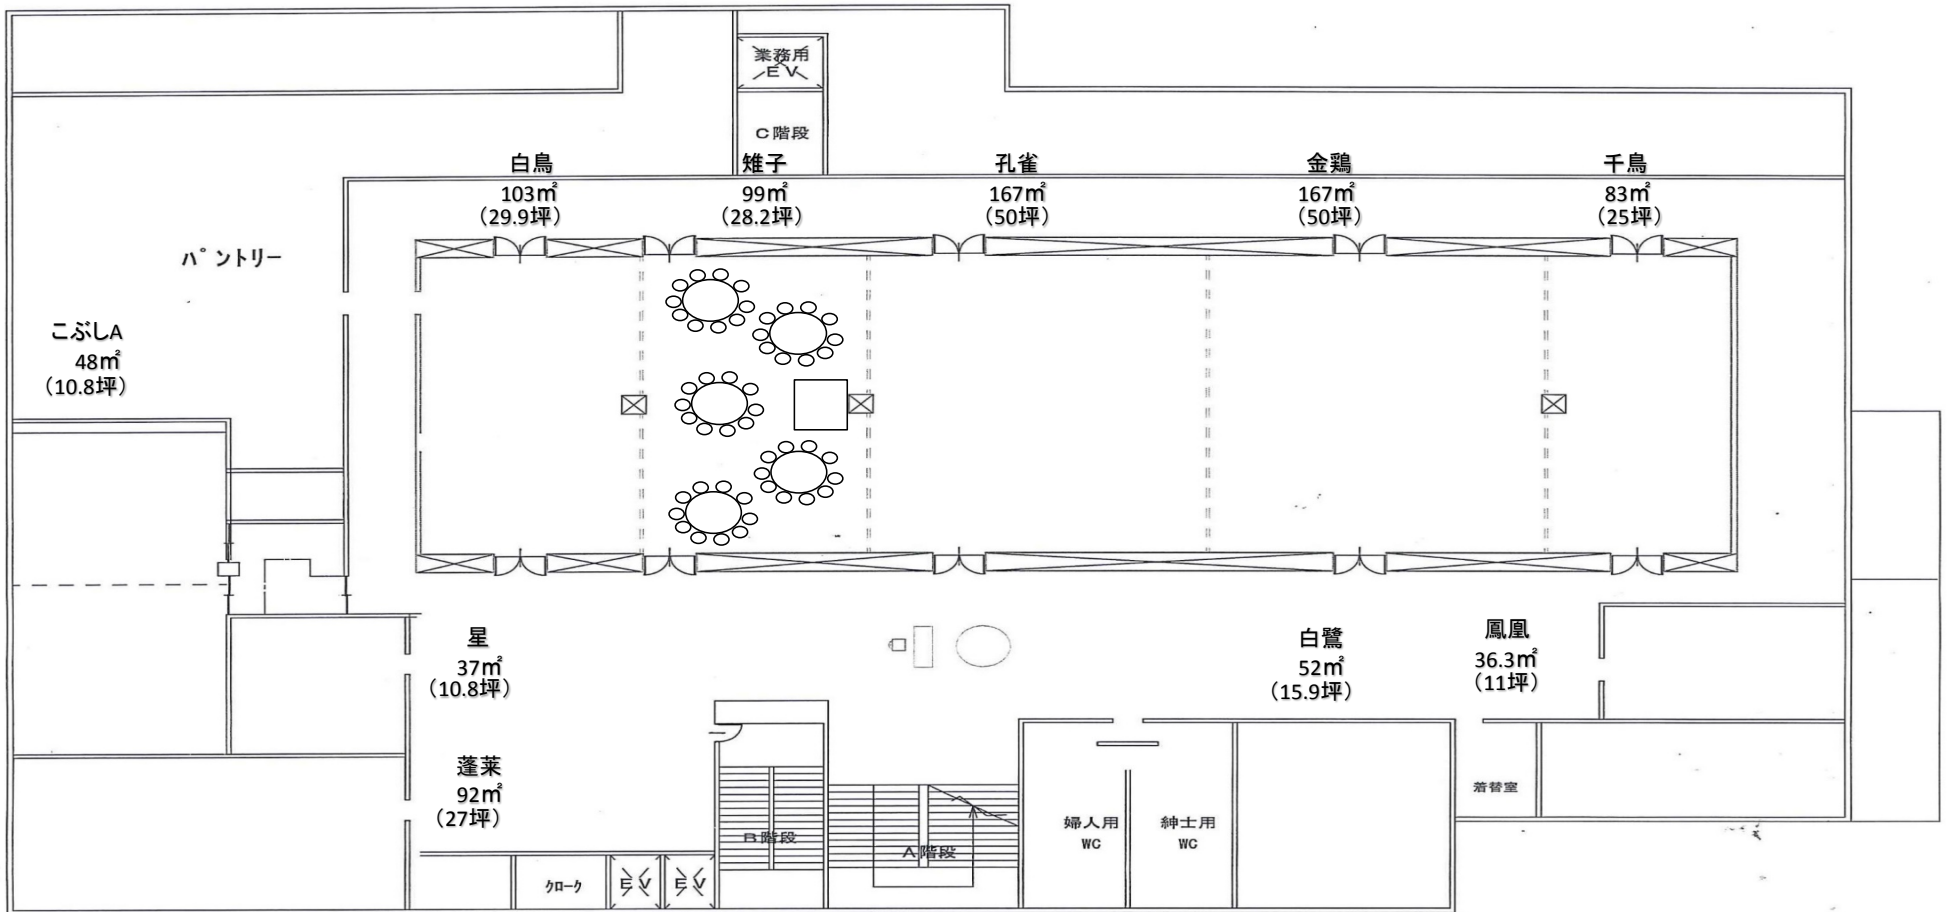 業務用
EV
C階段
白鳥
103㎡
（29.9坪）
雉子
99㎡
（28.2坪）
孔雀
167㎡
（50坪）
金鶏
167㎡
（50坪）
千鳥
83㎡
（25坪）
パントリー
こぶしA
48㎡
（10.8坪）
星
37㎡
（10.8坪）
白鷺
52㎡
（15.9坪）
鳳凰
36.3㎡
（11坪）
蓬莱
92㎡
（27坪）
着替室
婦人用
WC
紳士用
WC
B階段
A階段
クローク
EV
EV